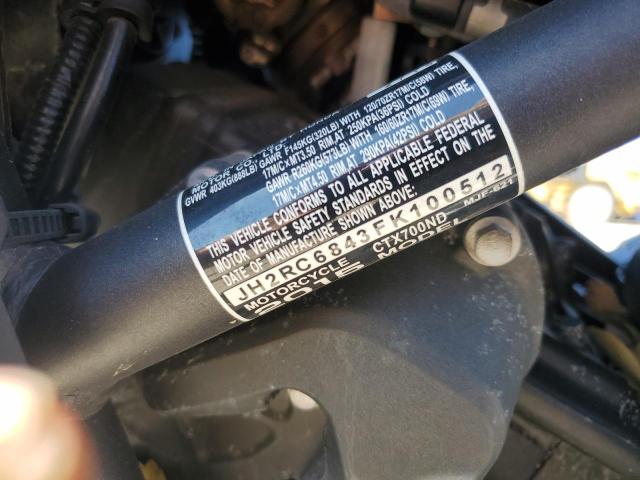 MOTOR CO., LTD.
GVWR 403KG(888LB) GAWR F145KG(320LB) WITH 120/70ZR17M/C(58W) TIRE,
17M/C×MT3.50 RIM, AT 250KPA(36PSI) COLD
GAWR R260KG(573LB) WITH 160/60ZR17M/C(69W) TIRE,
17M/C×MT4.50 RIM, AT 290KPA(42PSI) COLD
THIS VEHICLE CONFORMS TO ALL APPLICABLE FEDERAL
MOTOR VEHICLE SAFETY STANDARDS IN EFFECT ON THE
DATE OF MANUFACTURE SHOWN ABOVE:
JH2RC6843FK100512
MOTORCYCLE CTX700ND MJF-621
2015 MODEL